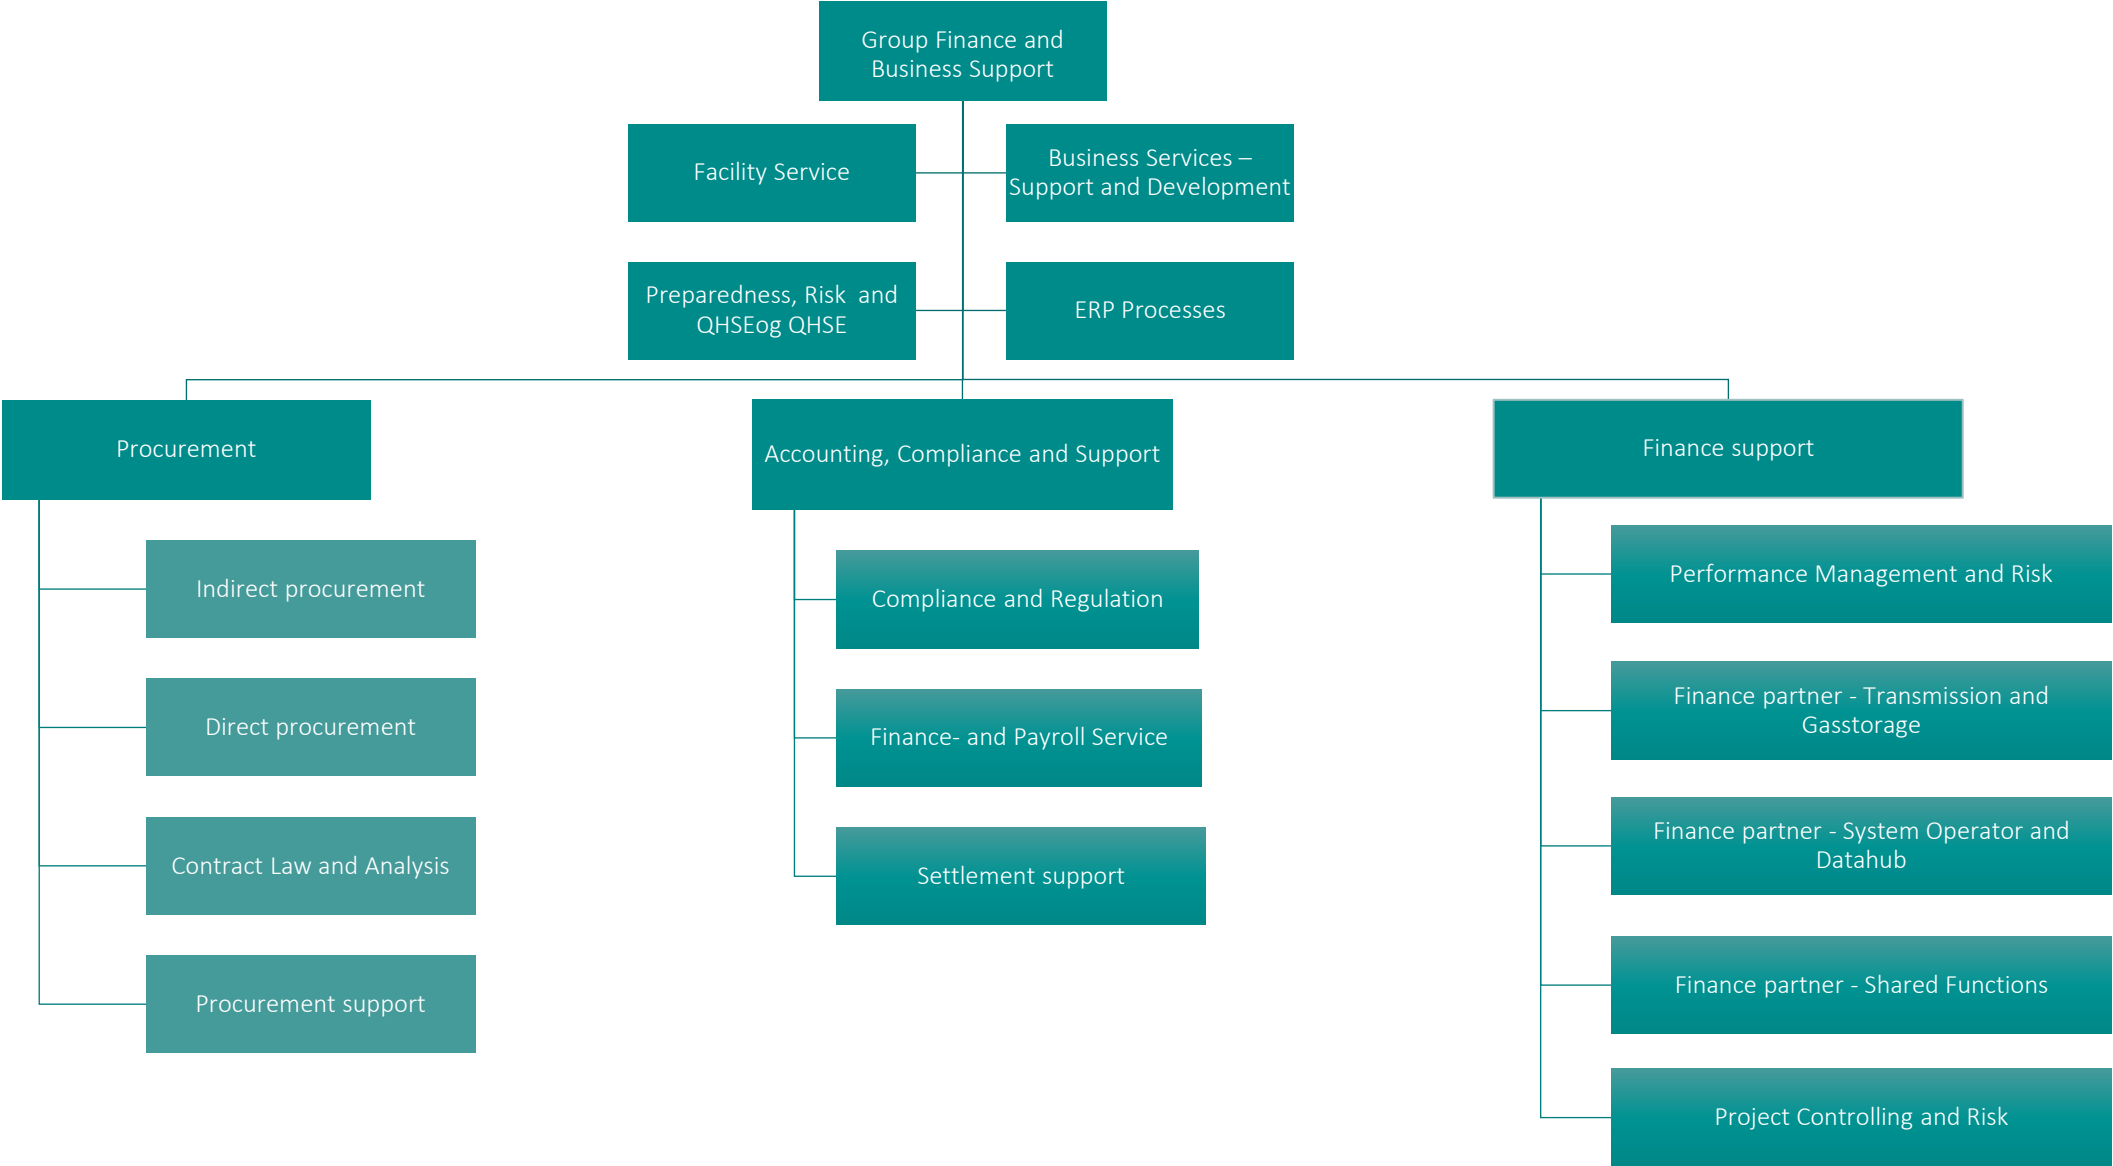 Group Finance and
Business Support
Facility Service
Business Services –
Support and Development
Preparedness, Risk  and
QHSEog QHSE
ERP Processes
Procurement
Accounting, Compliance and Support
Finance support
Indirect procurement
Direct procurement
Contract Law and Analysis
Procurement support
Compliance and Regulation
Finance- and Payroll Service
Settlement support
Performance Management and Risk
Finance partner - Transmission and
Gasstorage
Finance partner - System Operator and
Datahub
Finance partner - Shared Functions
Project Controlling and Risk